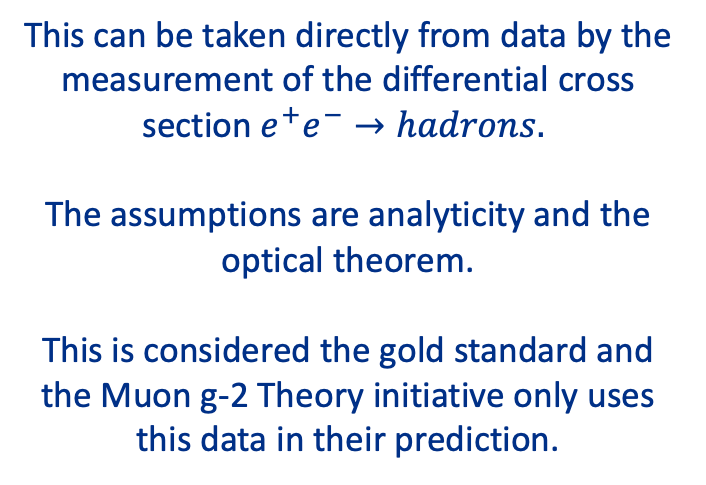 This can be taken directly from data by the
measurement of the differential cross
section e⁺e⁻ → hadrons.
The assumptions are analyticity and the
optical theorem.
This is considered the gold standard and
the Muon g-2 Theory initiative only uses
this data in their prediction.